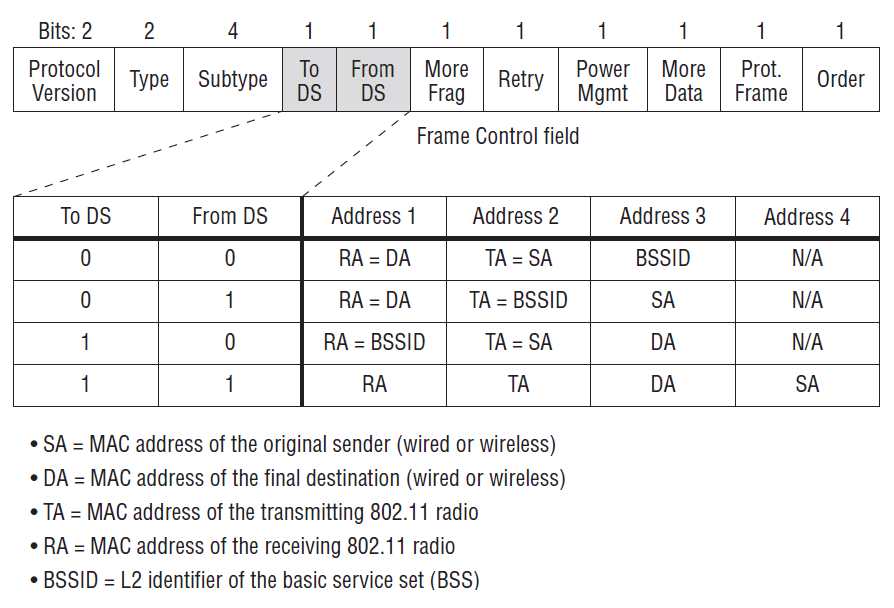 Bits: 2 2 4 1 1 1 1 1 1 1 1
Protocol Version Type Subtype To DS From DS More Frag Retry Power Mgmt More Data Prot. Frame Order
Frame Control field
To DS From DS Address 1 Address 2 Address 3 Address 4
0 0 RA = DA TA = SA BSSID N/A
0 1 RA = DA TA = BSSID SA N/A
1 0 RA = BSSID TA = SA DA N/A
1 1 RA TA DA SA
• SA = MAC address of the original sender (wired or wireless)
• DA = MAC address of the final destination (wired or wireless)
• TA = MAC address of the transmitting 802.11 radio
• RA = MAC address of the receiving 802.11 radio
• BSSID = L2 identifier of the basic service set (BSS)